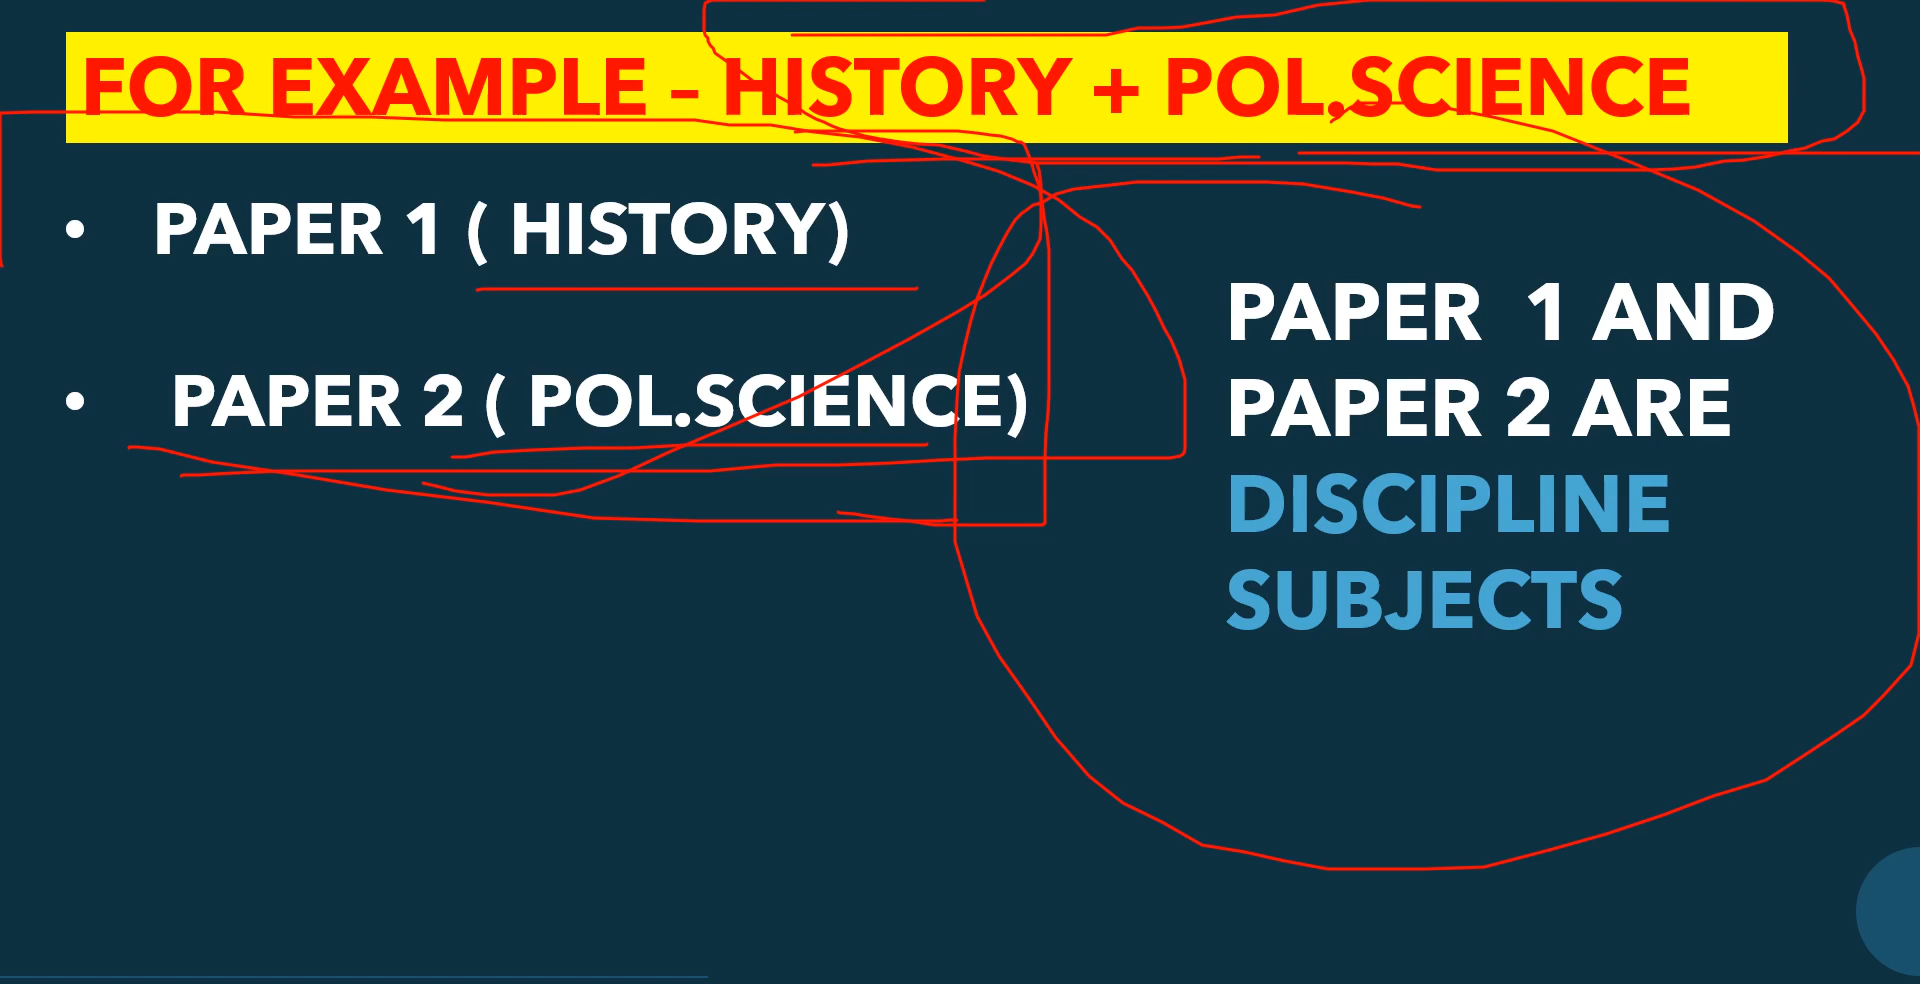 FOR EXAMPLE – HISTORY + POL.SCIENCE
• PAPER 1 ( HISTORY)
• PAPER 2 ( POL.SCIENCE)
PAPER 1 AND
PAPER 2 ARE
DISCIPLINE
SUBJECTS